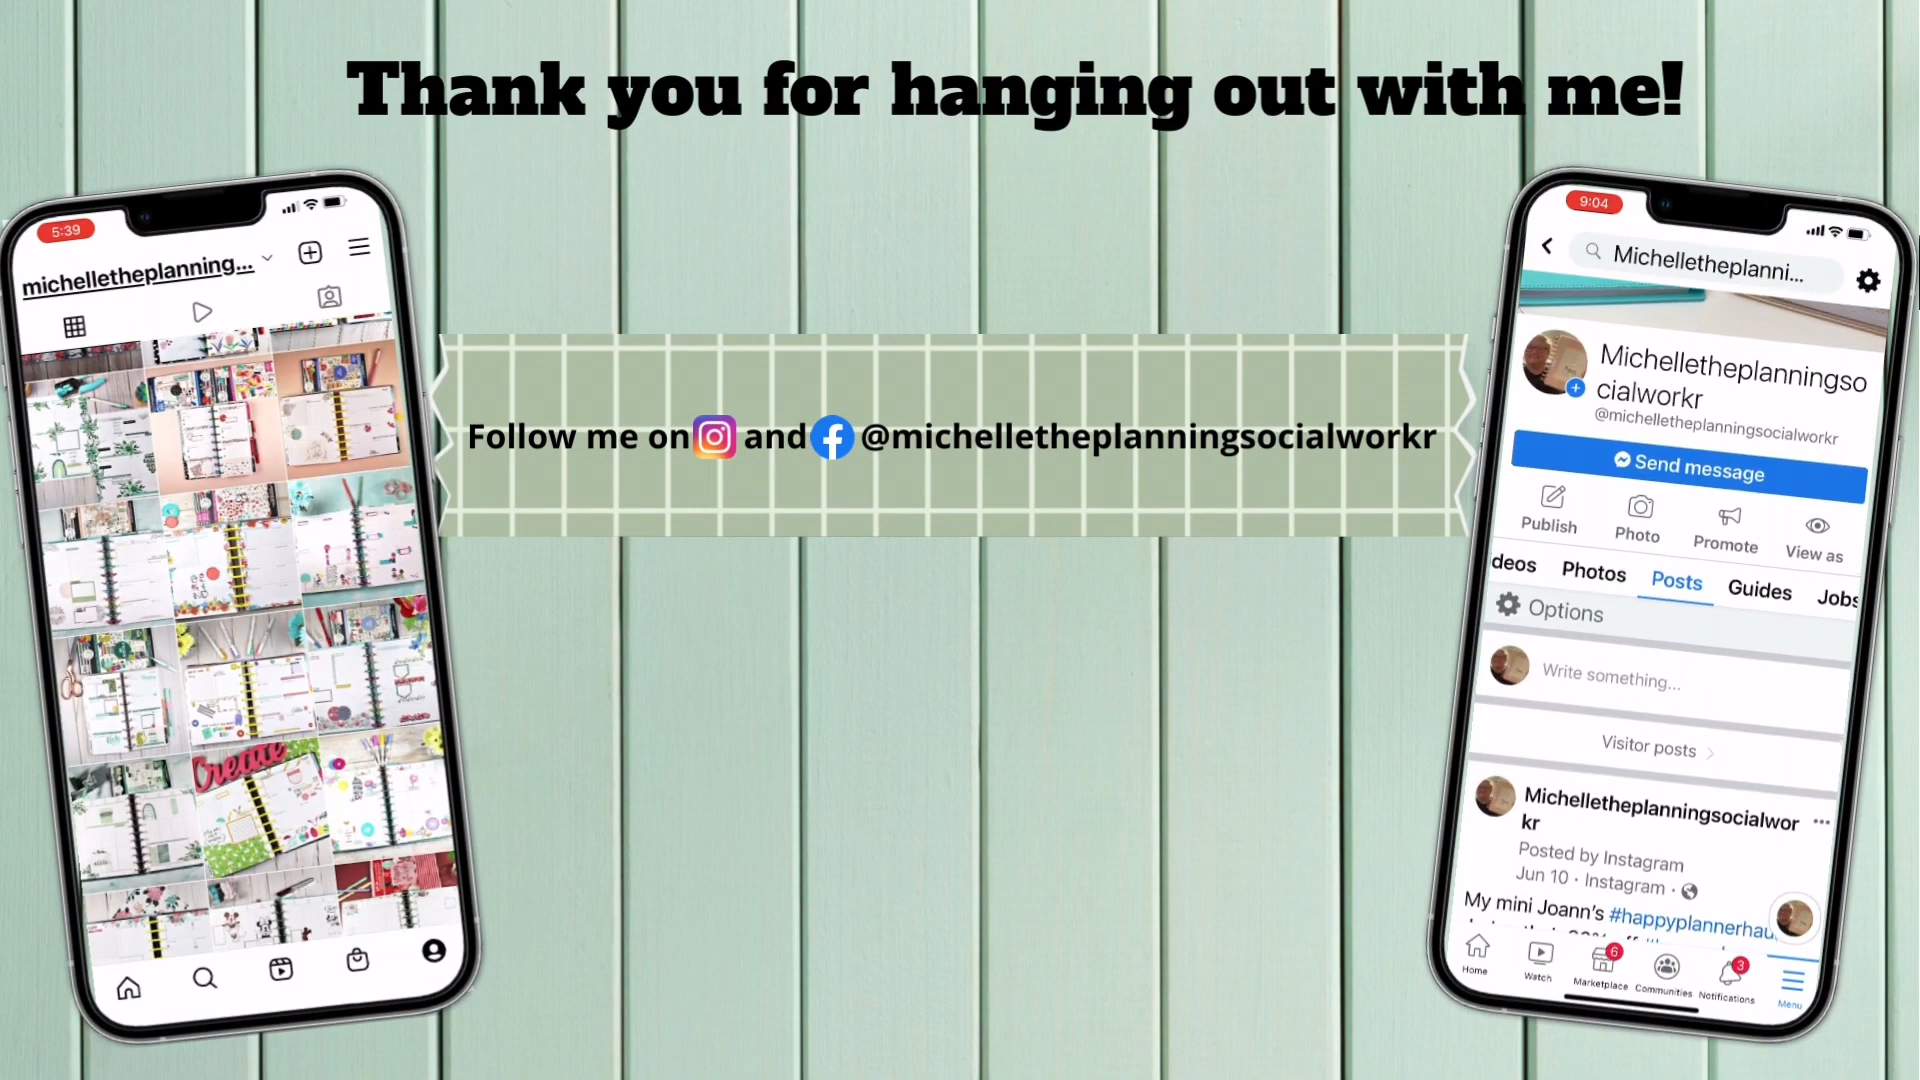 Thank you for hanging out with me!
5:39
michelletheplanning...
Create
Follow me on and @michelletheplanningsocialworkr
9:04
Michelletheplanni...
Michelletheplanningso
cialworkr
@michelletheplanningsocialworkr
Send message
Publish Photo Promote View as
deos Photos Posts Guides Jobs
Options
Write something...
Visitor posts
Michelletheplanningsocialwor
kr
Posted by Instagram
Jun 10 · Instagram ·
My mini Joann's #happyplannerhau
6 3
Home Watch Marketplace Communities Notifications Menu